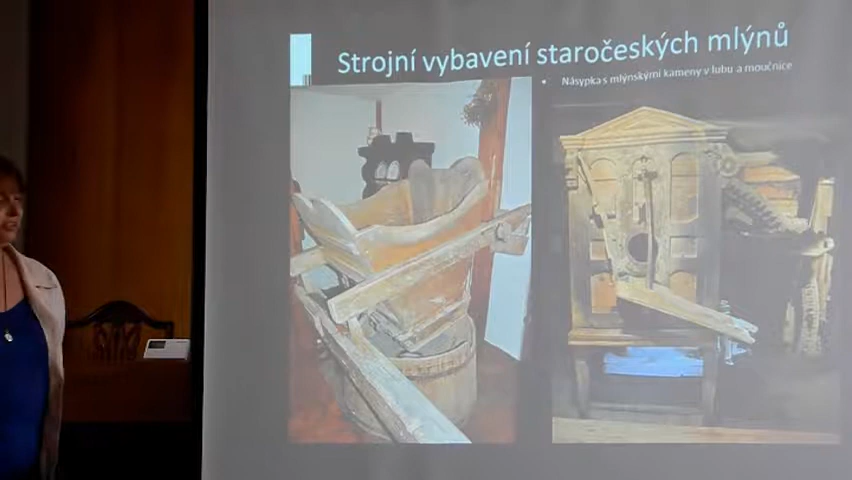 Strojní vybavení staročeských mlýnů
• Násypka s mlýnskými kameny v lubu a moučnice